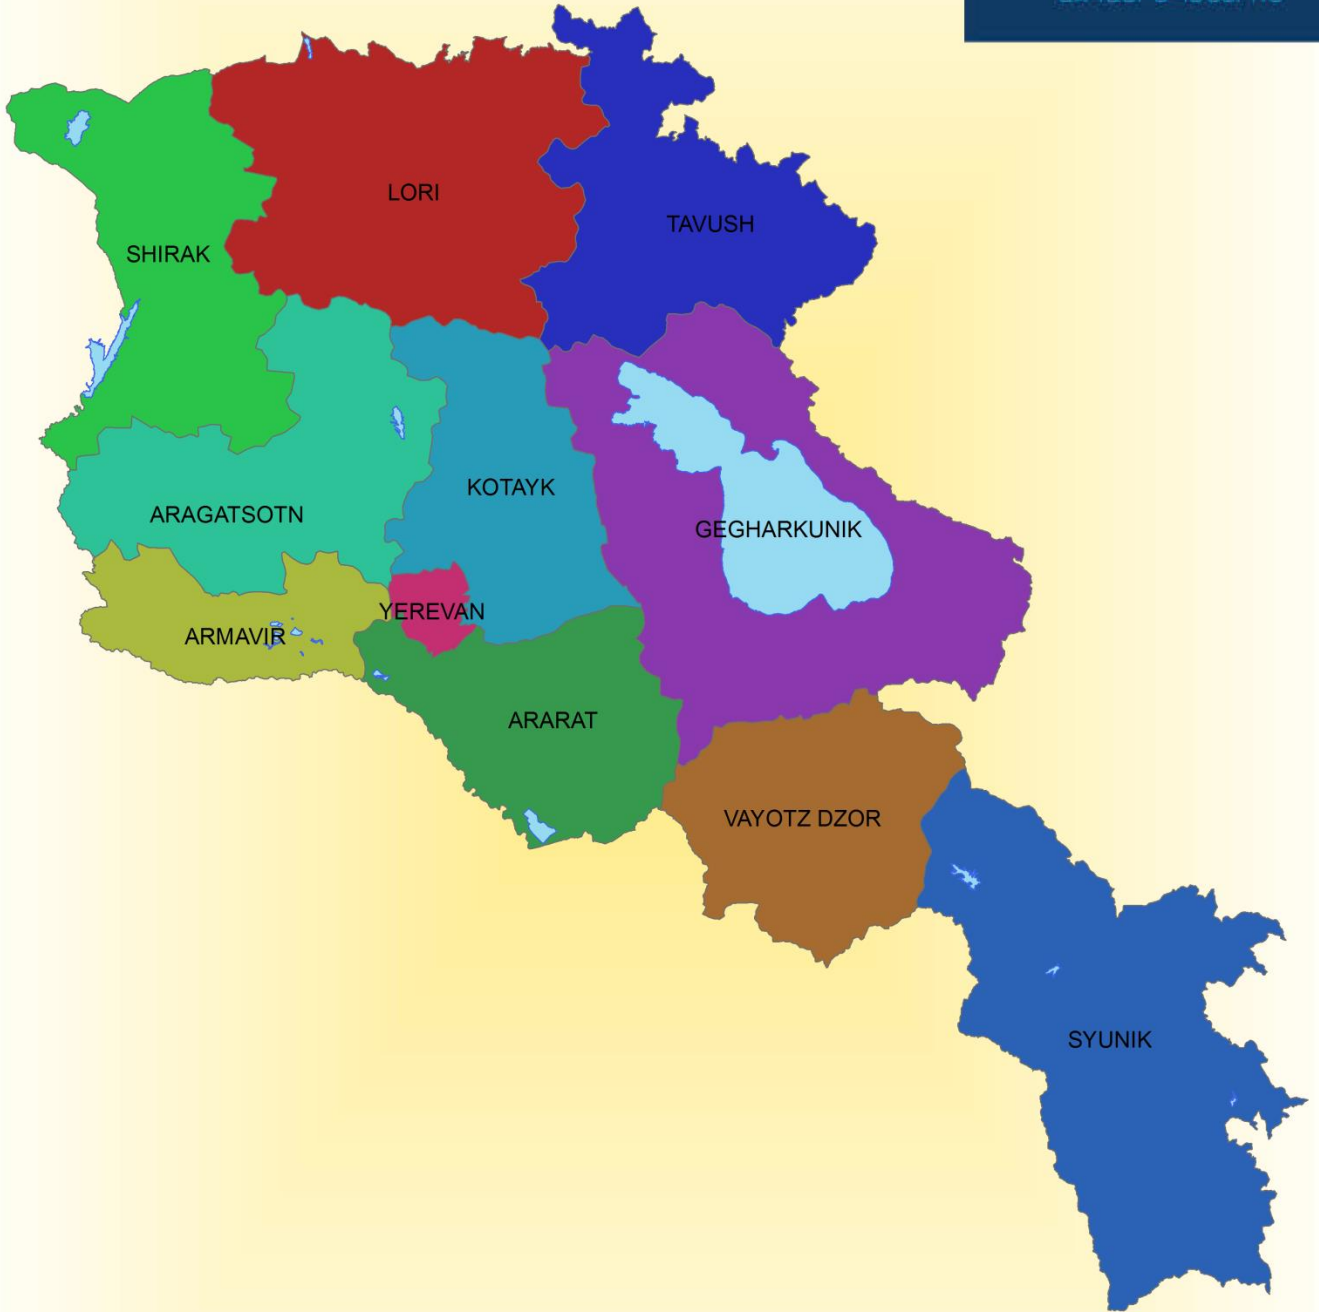 LORI
TAVUSH
SHIRAK
KOTAYK
ARAGATSOTN
GEGHARKUNIK
YEREVAN
ARMAVIR
ARARAT
VAYOTZ DZOR
SYUNIK